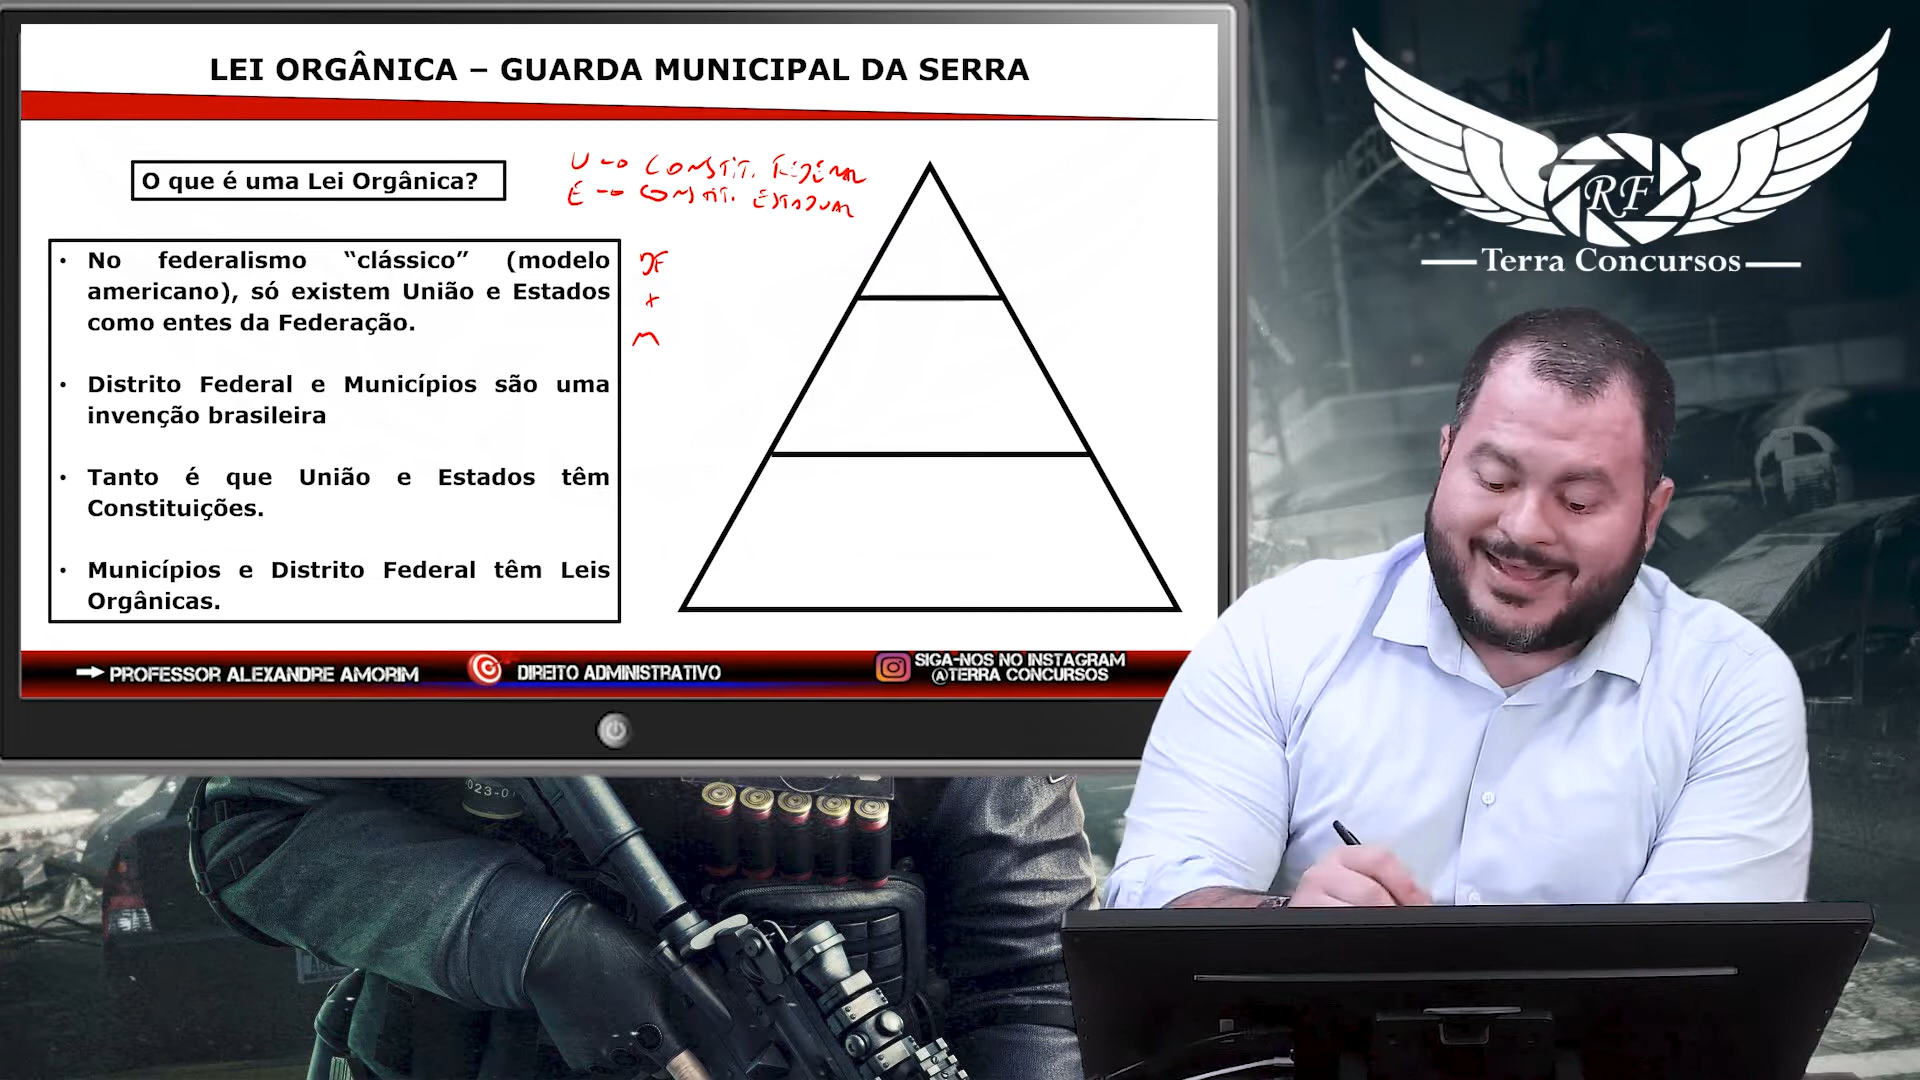 LEI ORGÂNICA – GUARDA MUNICIPAL DA SERRA
O que é uma Lei Orgânica?
U → CONSTIT. FEDERAL
E → CONSTIT. ESTADUAL
• No federalismo “clássico” (modelo
americano), só existem União e Estados
como entes da Federação.
• Distrito Federal e Municípios são uma
invenção brasileira
• Tanto é que União e Estados têm
Constituições.
• Municípios e Distrito Federal têm Leis
Orgânicas.
DF
+
M
PROFESSOR ALEXANDRE AMORIM
DIREITO ADMINISTRATIVO
SIGA-NOS NO INSTAGRAM
@TERRA CONCURSOS
RF
Terra Concursos